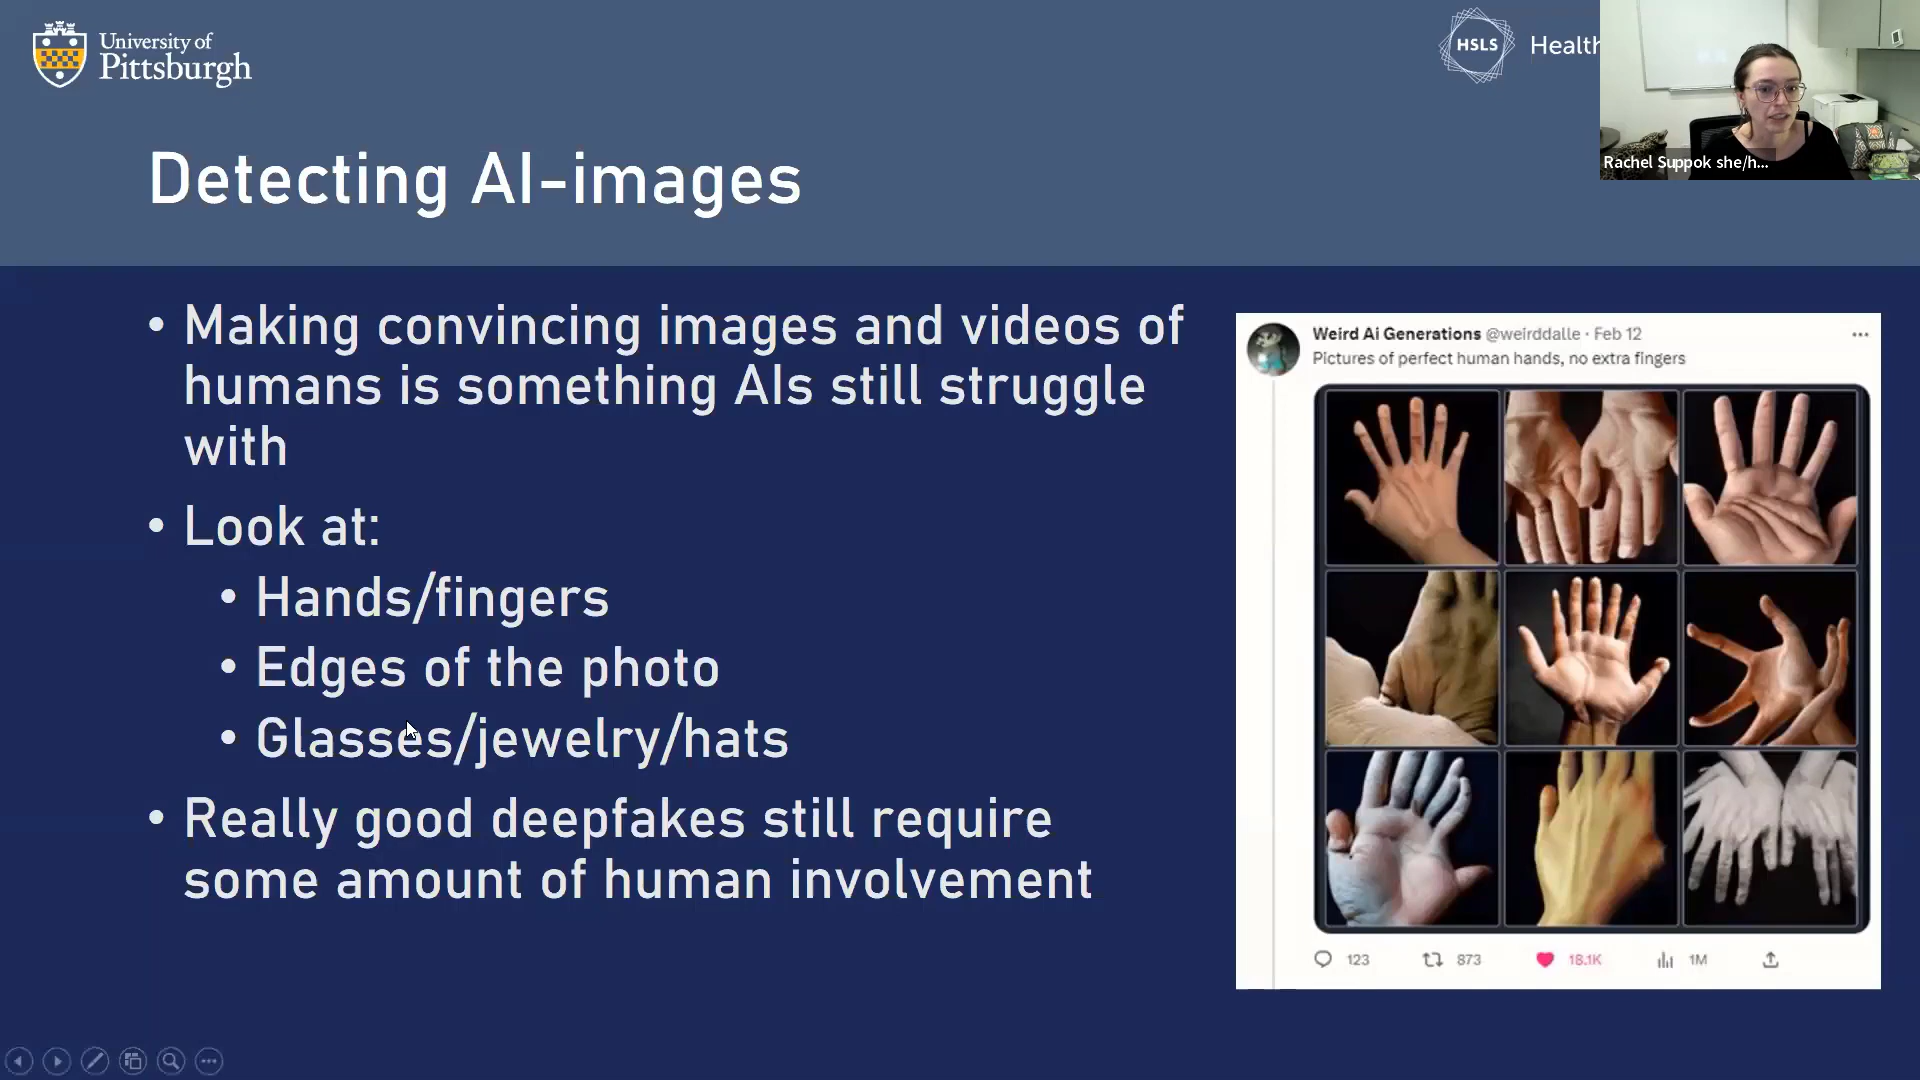 University of
Pittsburgh
HSLS
Health
Rachel Suppok she/h...
Detecting AI-images
• Making convincing images and videos of
humans is something AIs still struggle
with
• Look at:
• Hands/fingers
• Edges of the photo
• Glasses/jewelry/hats
• Really good deepfakes still require
some amount of human involvement
Weird Ai Generations @weirddalle · Feb 12
Pictures of perfect human hands, no extra fingers
123 873 18.1K 1M